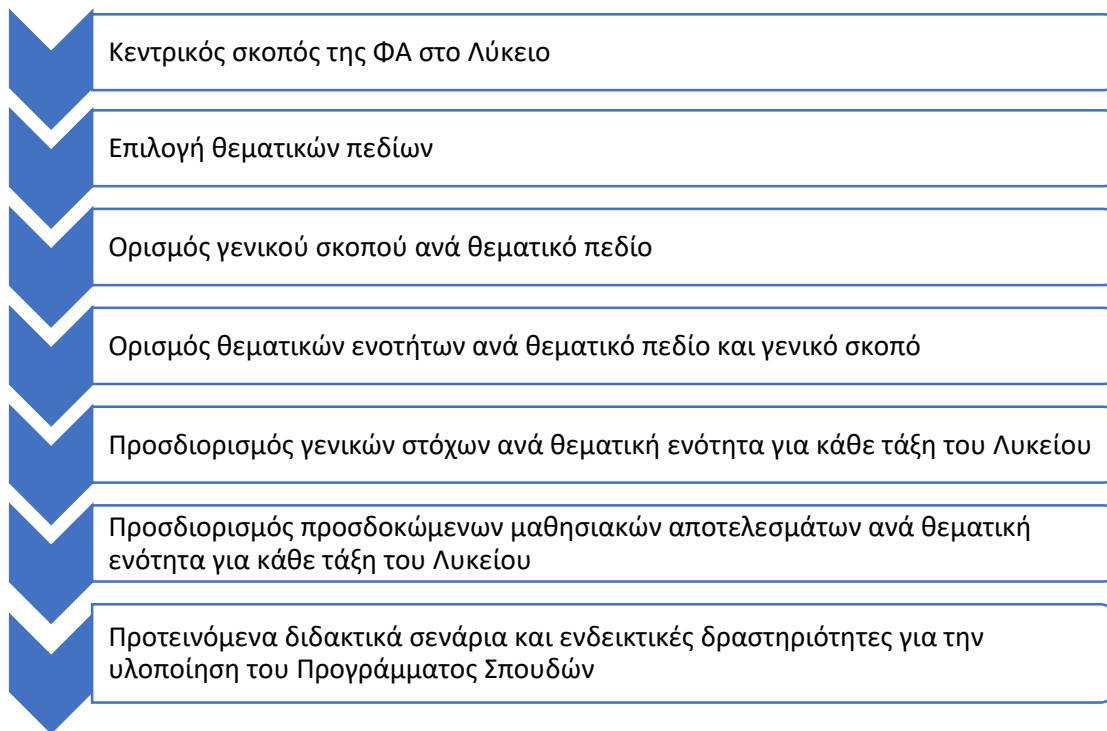 Κεντρικός σκοπός της ΦΑ στο Λύκειο
Επιλογή θεματικών πεδίων
Ορισμός γενικού σκοπού ανά θεματικό πεδίο
Ορισμός θεματικών ενοτήτων ανά θεματικό πεδίο και γενικό σκοπό
Προσδιορισμός γενικών στόχων ανά θεματική ενότητα για κάθε τάξη του Λυκείου
Προσδιορισμός προσδοκώμενων μαθησιακών αποτελεσμάτων ανά θεματική
ενότητα για κάθε τάξη του Λυκείου
Προτεινόμενα διδακτικά σενάρια και ενδεικτικές δραστηριότητες για την
υλοποίηση του Προγράμματος Σπουδών